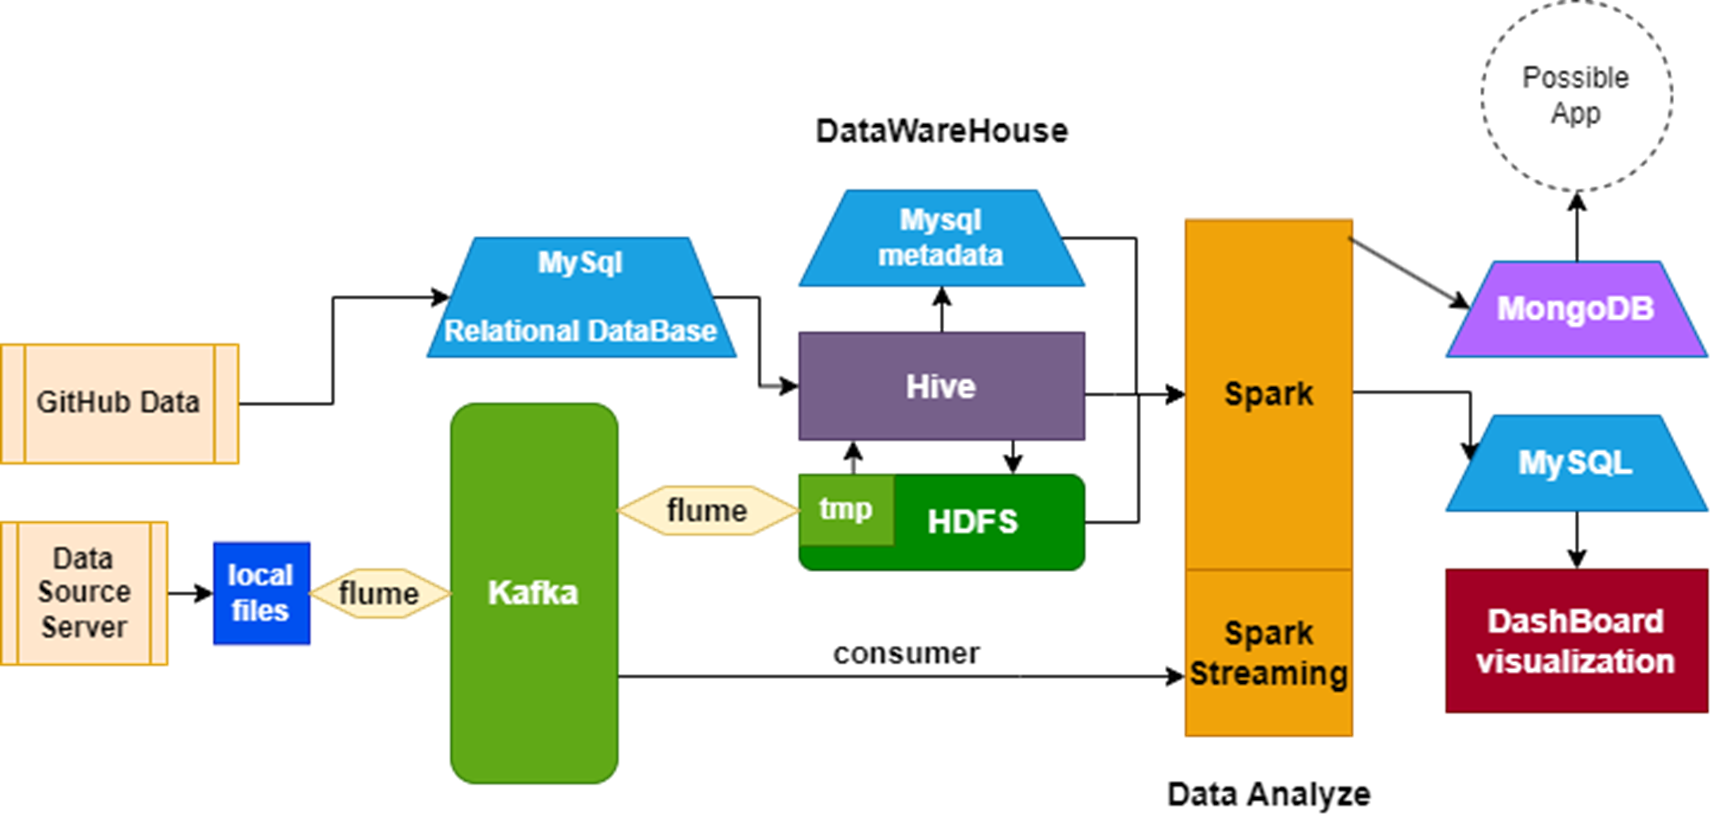 Possible
App
DataWareHouse
Mysql
metadata
MySql
Relational DataBase
MongoDB
Hive
Spark
GitHub Data
MySQL
flume
tmp
HDFS
Data
Source
Server
local
files
flume
Kafka
DashBoard
visualization
Spark
Streaming
consumer
Data Analyze